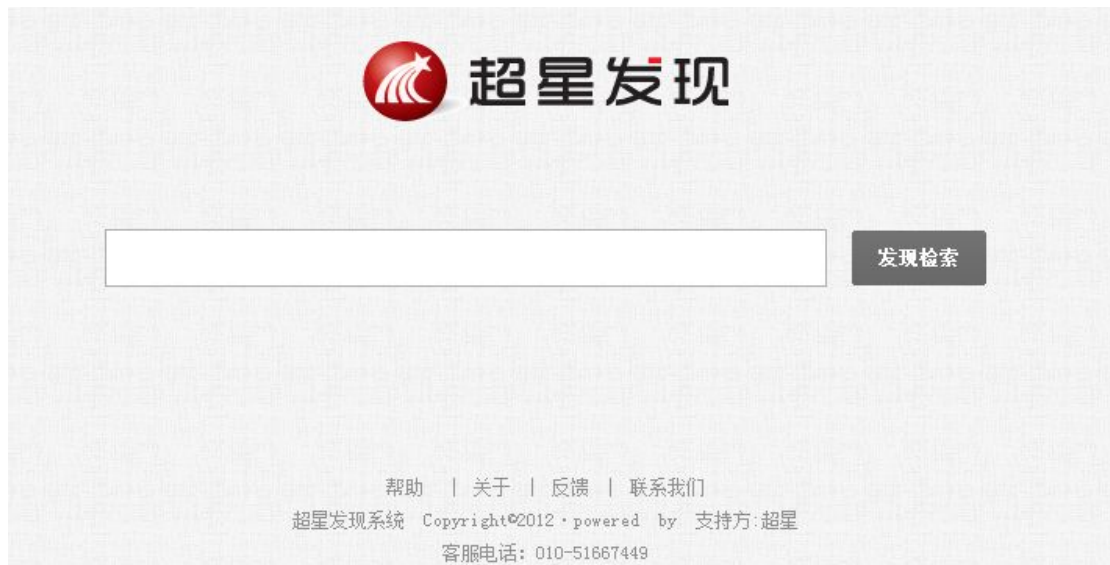 超星发现
发现检索
帮助 | 关于 | 反馈 | 联系我们
超星发现系统 Copyright©2012·powered by 支持方:超星
客服电话: 010-51667449